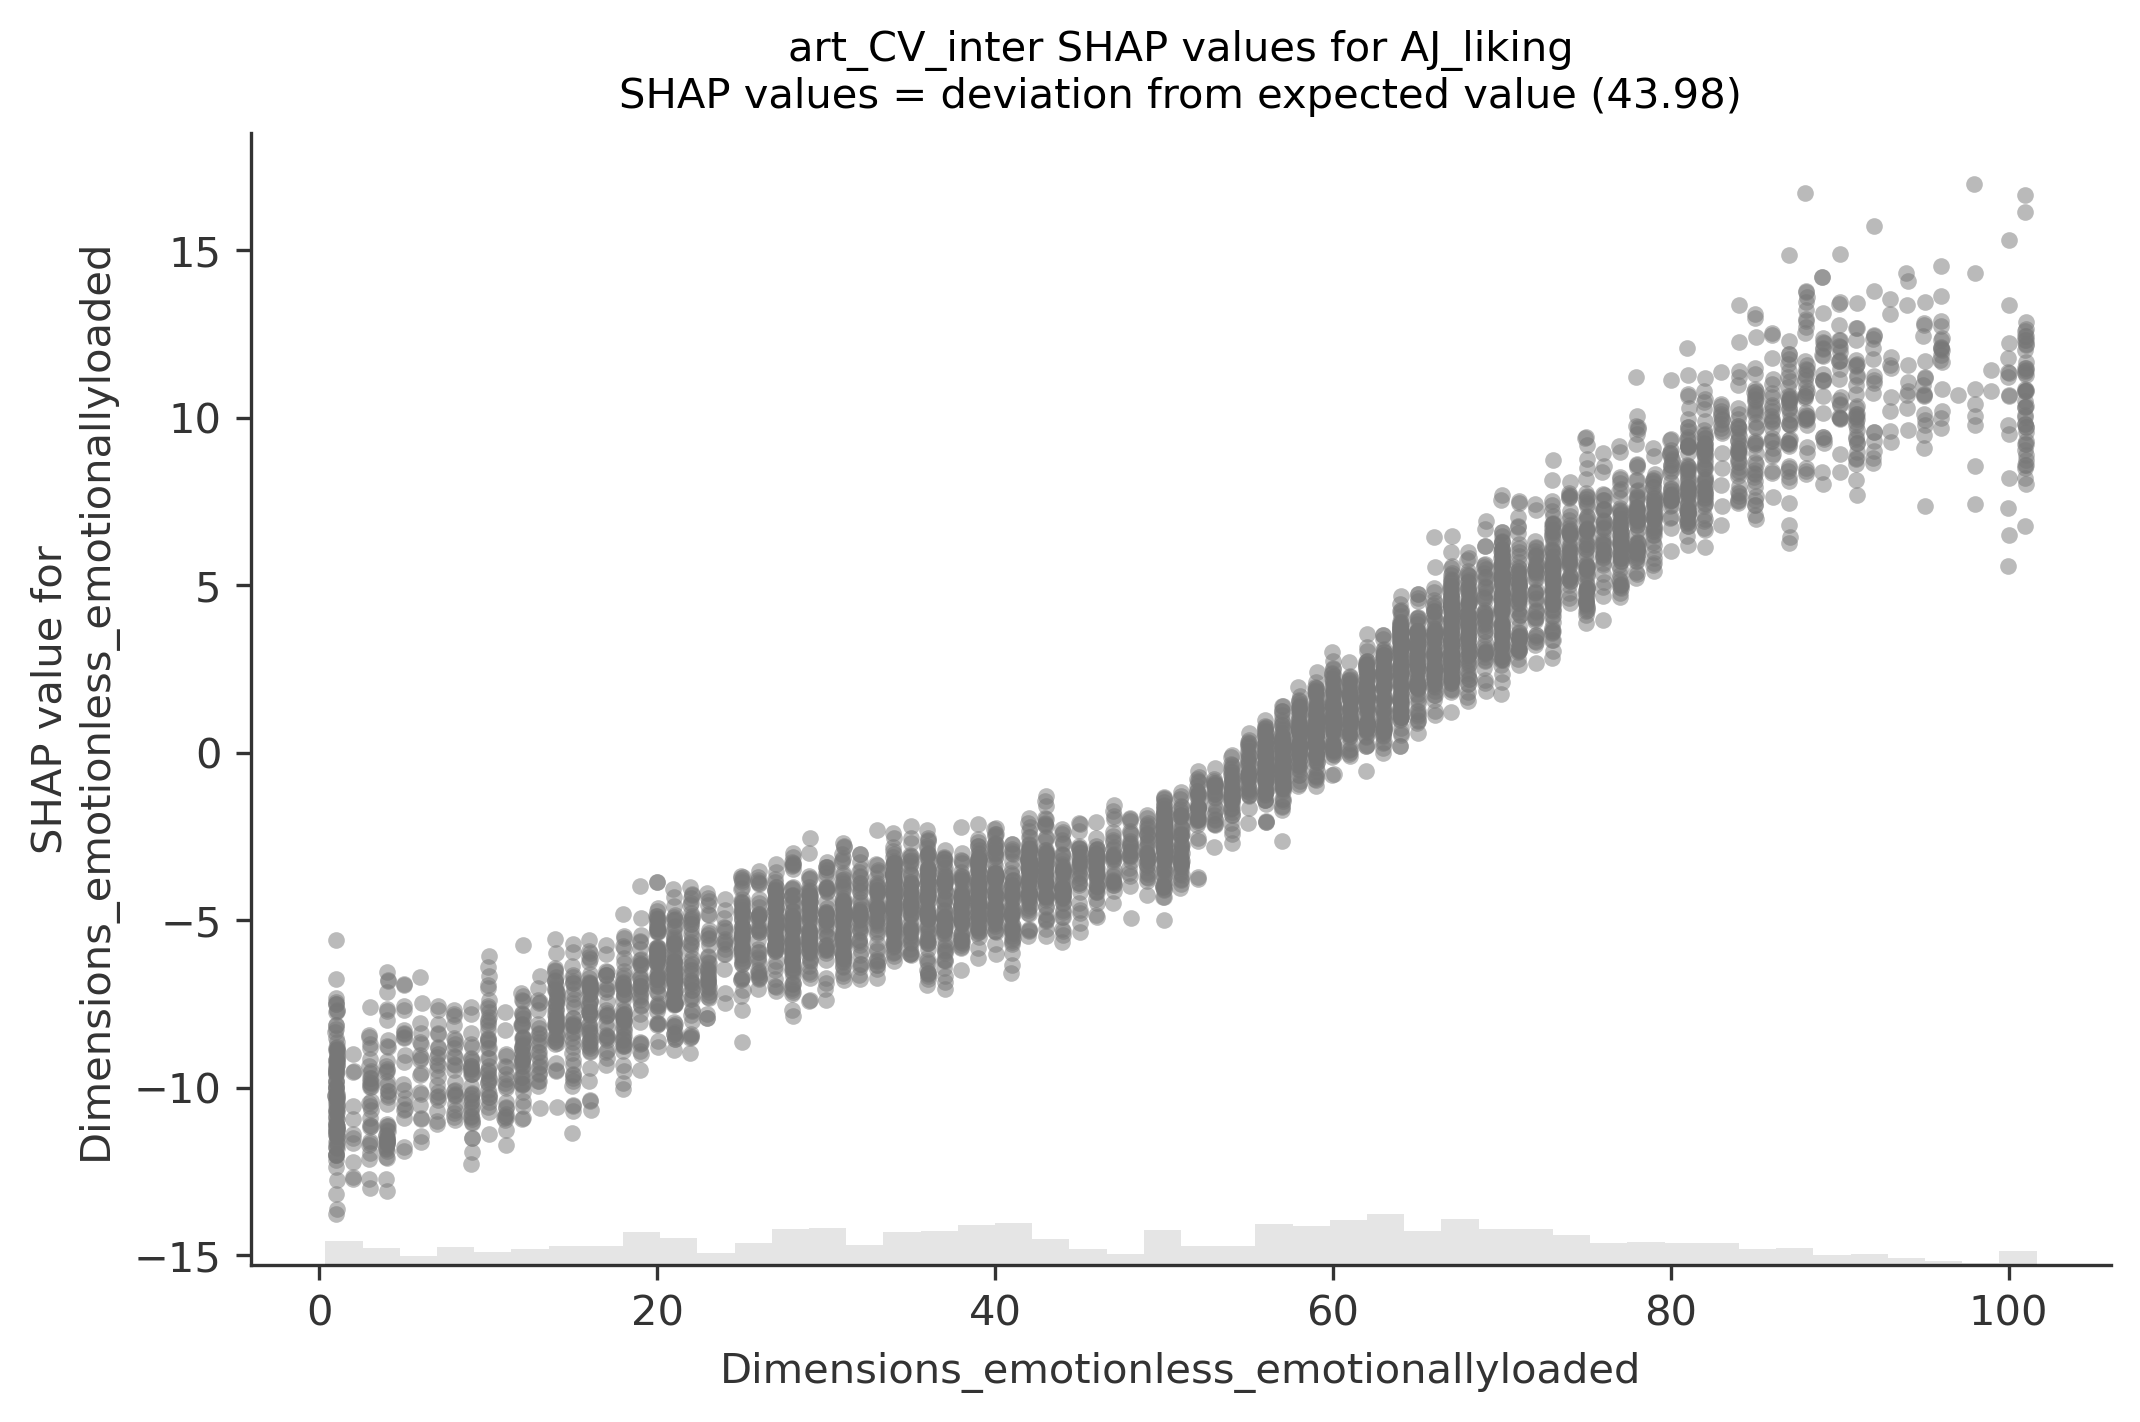 art_CV_inter SHAP values for AJ_liking
SHAP values = deviation from expected value (43.98)
SHAP value for
Dimensions_emotionless_emotionallyloaded
15
10
5
0
−5
−10
−15
0
20
40
60
80
100
Dimensions_emotionless_emotionallyloaded